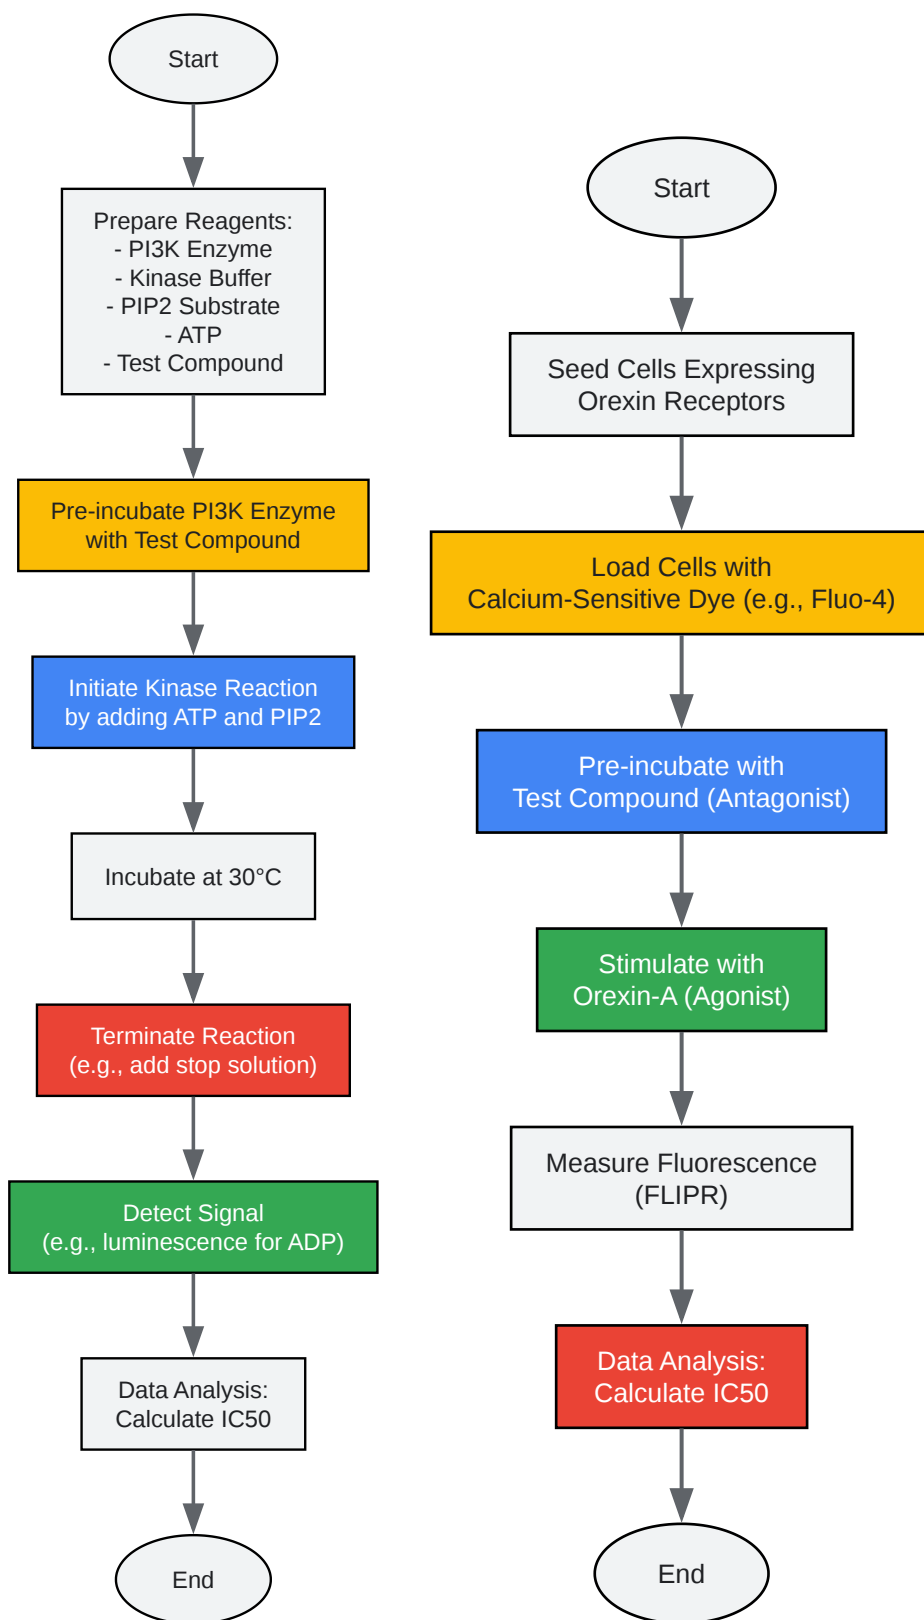 Start
Prepare Reagents:
- PI3K Enzyme
- Kinase Buffer
- PIP2 Substrate
- ATP
- Test Compound
Pre-incubate PI3K Enzyme
with Test Compound
Initiate Kinase Reaction
by adding ATP and PIP2
Incubate at 30°C
Terminate Reaction
(e.g., add stop solution)
Detect Signal
(e.g., luminescence for ADP)
Data Analysis:
Calculate IC50
End
Start
Seed Cells Expressing
Orexin Receptors
Load Cells with
Calcium-Sensitive Dye (e.g., Fluo-4)
Pre-incubate with
Test Compound (Antagonist)
Stimulate with
Orexin-A (Agonist)
Measure Fluorescence
(FLIPR)
Data Analysis:
Calculate IC50
End